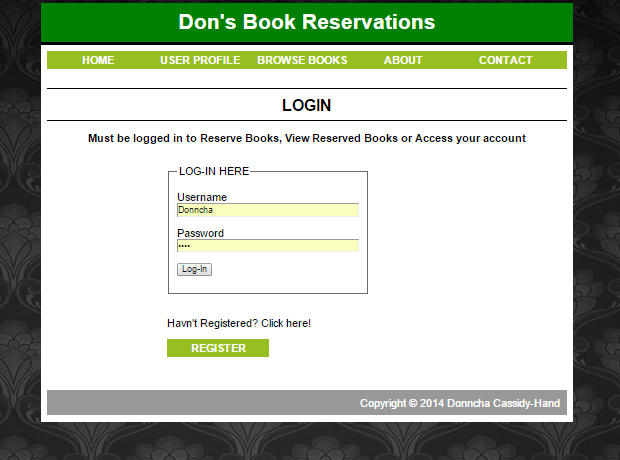 Don's Book Reservations
HOME USER PROFILE BROWSE BOOKS ABOUT CONTACT
LOGIN
Must be logged in to Reserve Books, View Reserved Books or Access your account
LOG-IN HERE
Username
Donncha
Password
••••
Log-In
Havn't Registered? Click here!
REGISTER
Copyright © 2014 Donncha Cassidy-Hand